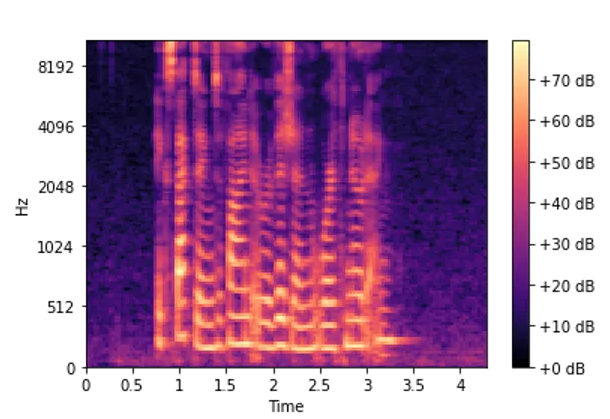 8192
4096
2048
1024
512
0
Hz
0 0.5 1 1.5 2 2.5 3 3.5 4
Time
+70 dB
+60 dB
+50 dB
+40 dB
+30 dB
+20 dB
+10 dB
+0 dB